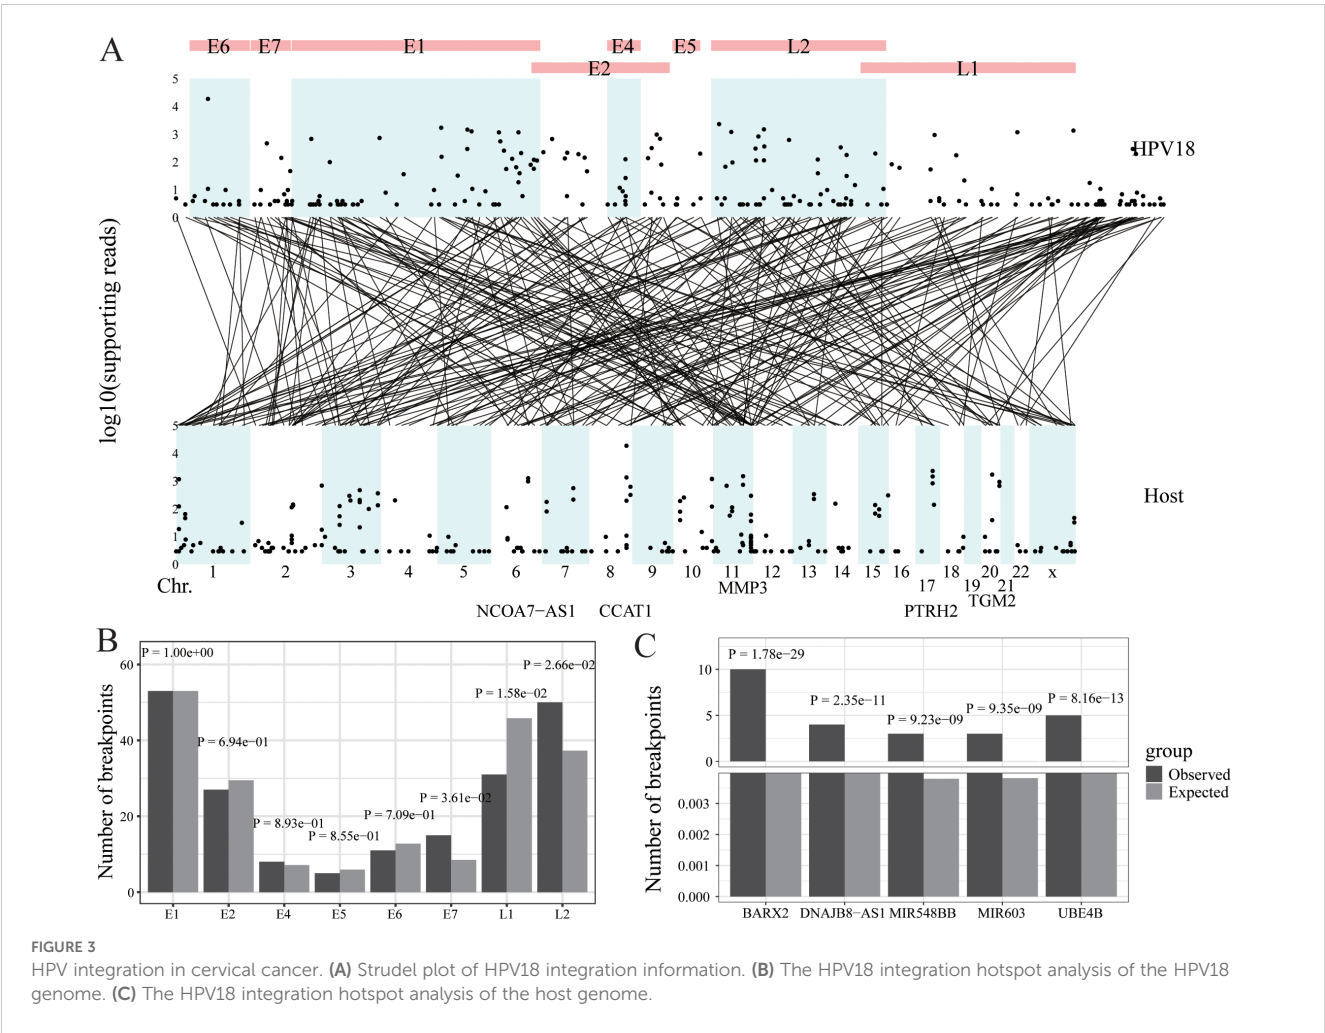 A
E6 E7 E1 E4 E5 L2
E2 L1
5
4
3
2
1
0
HPV18
log10(supporting reads)
5
4
3
2
1
0
Host
Chr.
1 2 3 4 5 6 7 8 9 10 11 12 13 14 15 16 17 18 19 20 21 22 x
MMP3
TGM2
NCOA7−AS1 CCAT1 PTRH2
B
Number of breakpoints
60
40
20
0
P = 1.00e+00
P = 6.94e−01
P = 8.93e−01
P = 8.55e−01
P = 7.09e−01
P = 3.61e−02
P = 1.58e−02
P = 2.66e−02
E1 E2 E4 E5 E6 E7 L1 L2
C
Number of breakpoints
10
5
0
P = 1.78e−29
P = 2.35e−11
P = 9.23e−09
P = 9.35e−09
P = 8.16e−13
Number of breakpoints
0.003
0.002
0.001
0.000
BARX2 DNAJB8−AS1 MIR548BB MIR603 UBE4B
group
Observed
Expected
FIGURE 3
HPV integration in cervical cancer. (A) Strudel plot of HPV18 integration information. (B) The HPV18 integration hotspot analysis of the HPV18
genome. (C) The HPV18 integration hotspot analysis of the host genome.